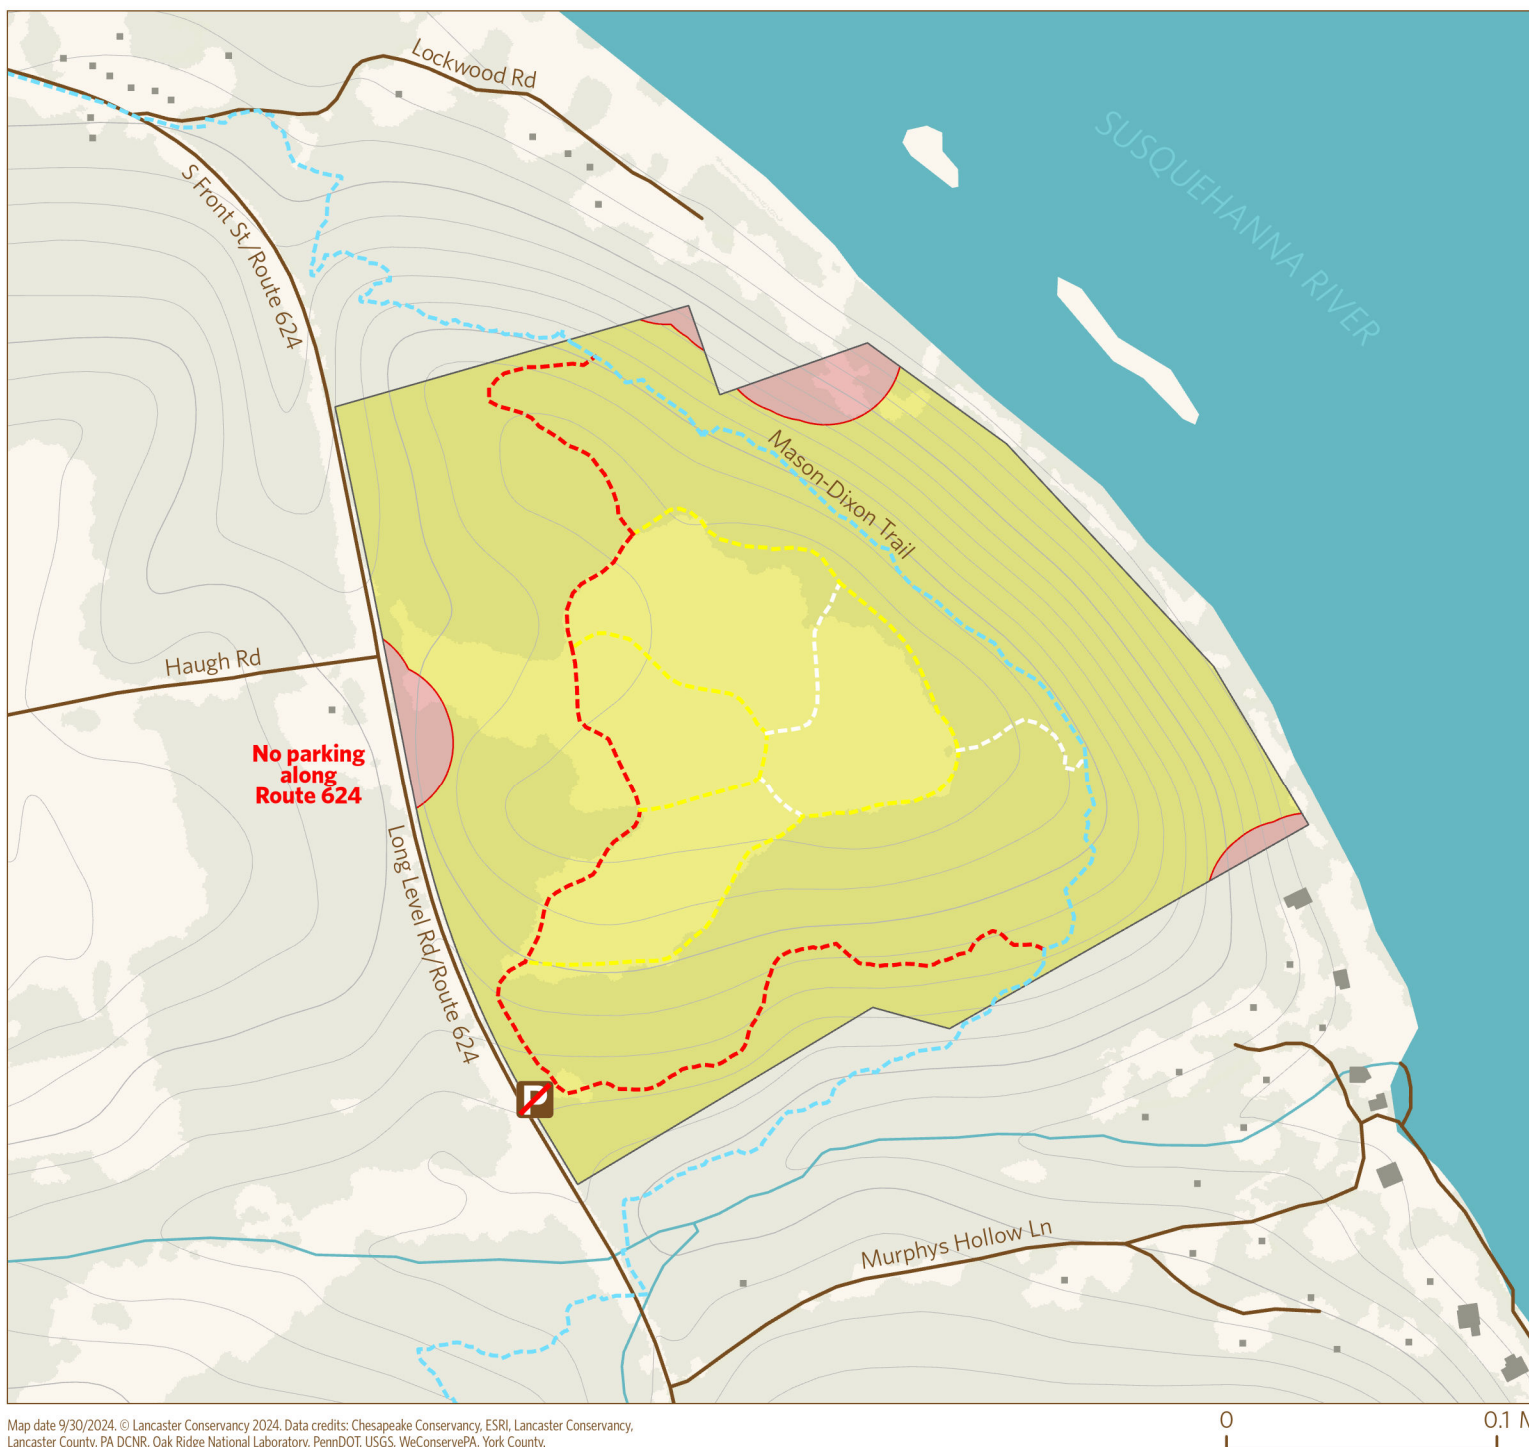 Lockwood Rd
SUSQUEHANNA RIVER
S Front St/Route 624
Mason-Dixon Trail
Haugh Rd
No parking
along
Route 624
Long Level Rd/Route 624
P
Murphys Hollow Ln
Map date 9/30/2024. © Lancaster Conservancy 2024. Data credits: Chesapeake Conservancy, ESRI, Lancaster Conservancy,
Lancaster County, PA DCNR, Oak Ridge National Laboratory, PennDOT, USGS, WeConservePA, York County.
0
0.1 M